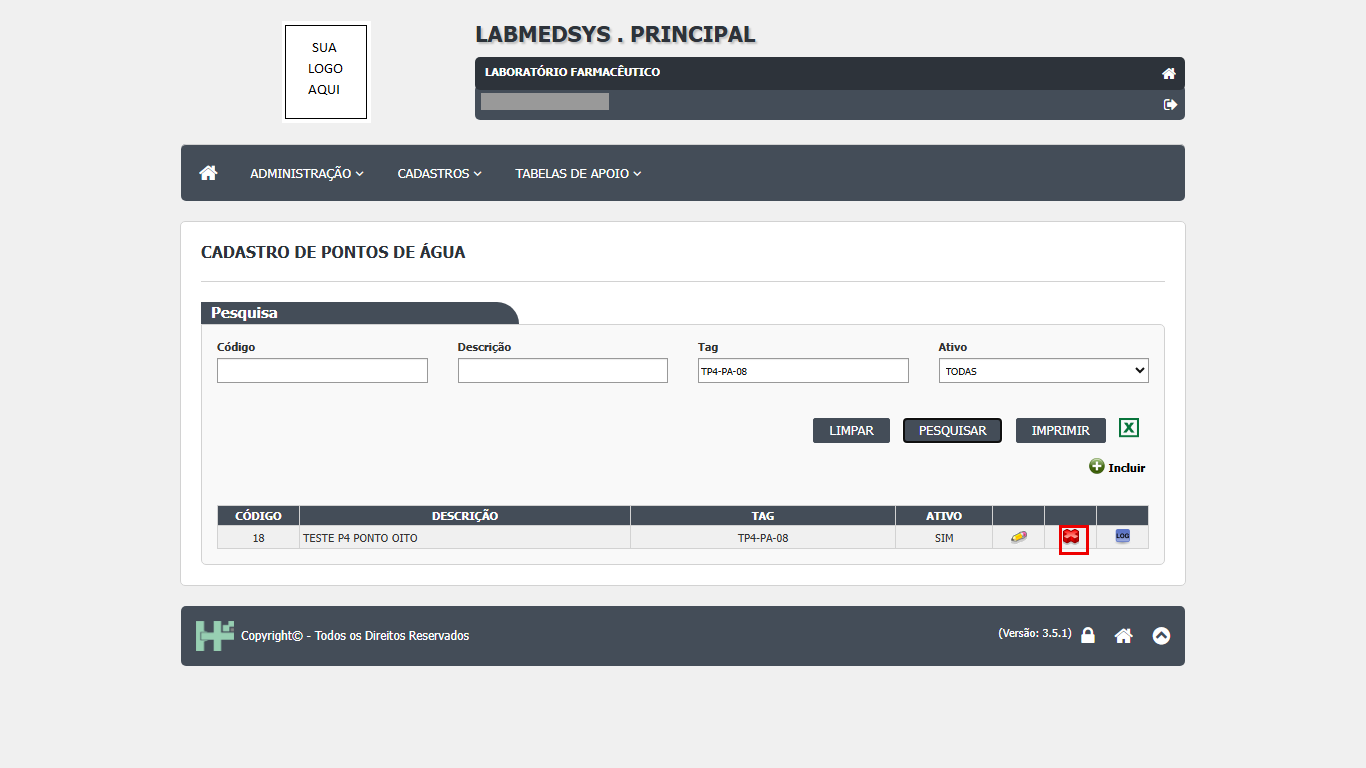 SUA
LOGO
AQUI
LABMEDSYS . PRINCIPAL
LABORATÓRIO FARMACÊUTICO
ADMINISTRAÇÃO CADASTROS TABELAS DE APOIO
CADASTRO DE PONTOS DE ÁGUA
Pesquisa
Código Descrição Tag Ativo
TP4-PA-08 TODAS
LIMPAR PESQUISAR IMPRIMIR X
Incluir
CÓDIGO DESCRIÇÃO TAG ATIVO
18 TESTE P4 PONTO OITO TP4-PA-08 SIM LOG
Copyright© - Todos os Direitos Reservados (Versão: 3.5.1)